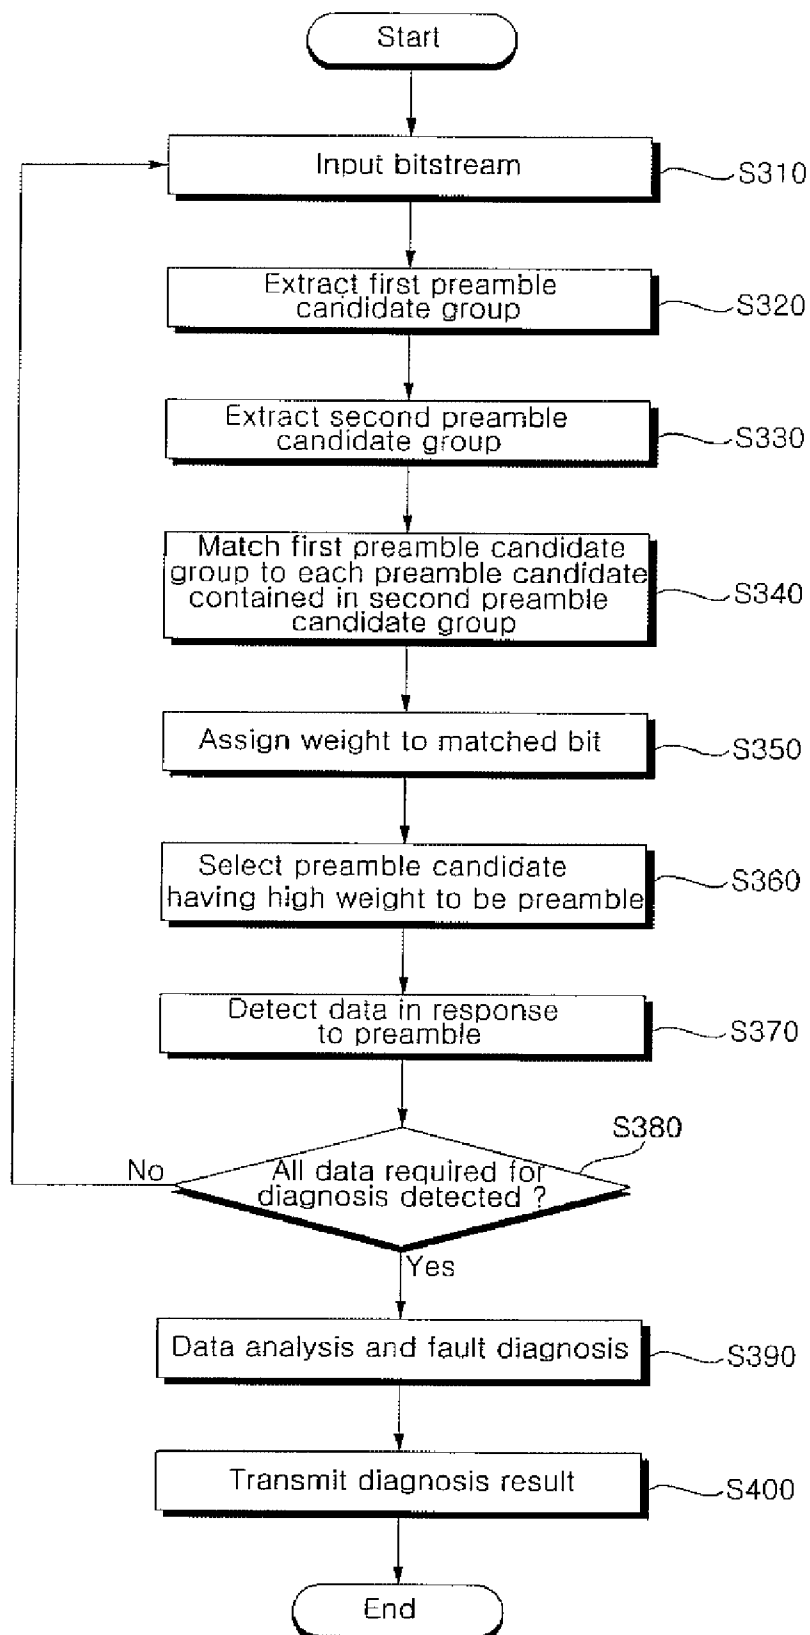 Start
Input bitstream
S310
Extract first preamble
candidate group
S320
Extract second preamble
candidate group
S330
Match first preamble candidate
group to each preamble candidate
contained in second preamble
candidate group
S340
Assign weight to matched bit
S350
Select preamble candidate
having high weight to be preamble
S360
Detect data in response
to preamble
S370
S380
No
All data required for
diagnosis detected ?
Yes
Data analysis and fault diagnosis
S390
Transmit diagnosis result
S400
End